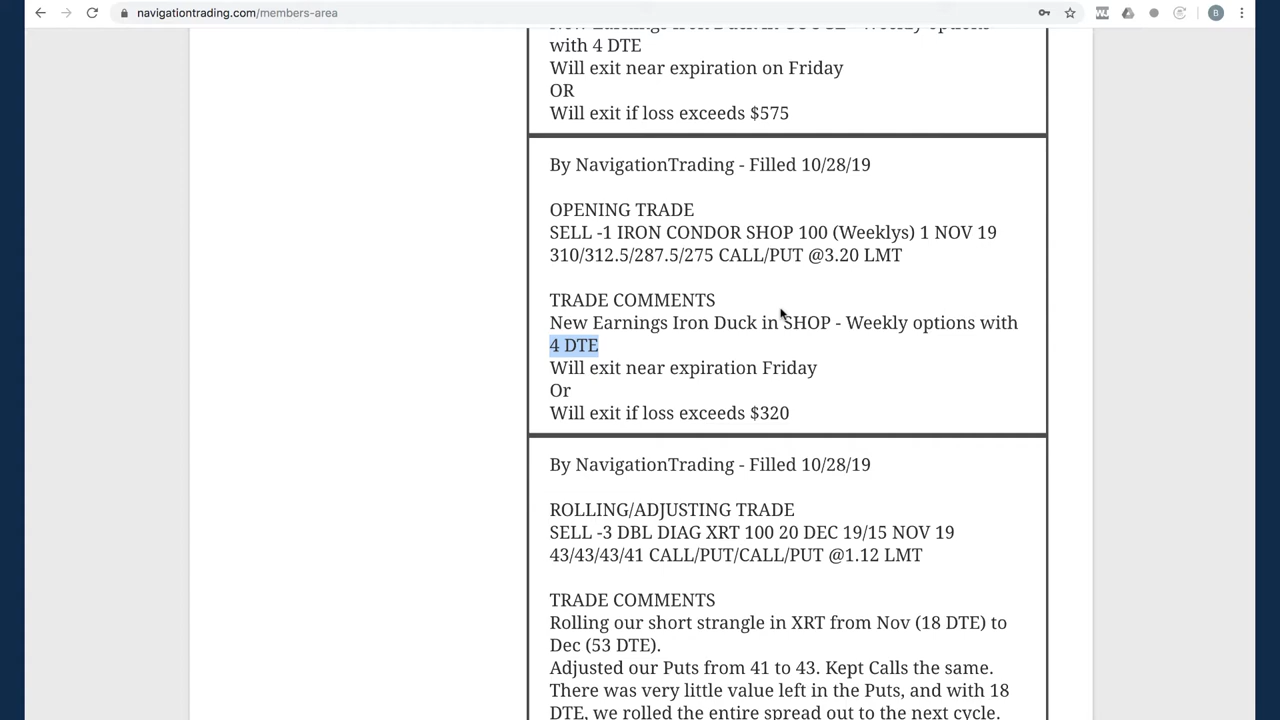 navigationtrading.com/members-area
B
with 4 DTE
Will exit near expiration on Friday
OR
Will exit if loss exceeds $575
By NavigationTrading - Filled 10/28/19
OPENING TRADE
SELL -1 IRON CONDOR SHOP 100 (Weeklys) 1 NOV 19
310/312.5/287.5/275 CALL/PUT @3.20 LMT
TRADE COMMENTS
New Earnings Iron Duck in SHOP - Weekly options with
4 DTE
Will exit near expiration Friday
Or
Will exit if loss exceeds $320
By NavigationTrading - Filled 10/28/19
ROLLING/ADJUSTING TRADE
SELL -3 DBL DIAG XRT 100 20 DEC 19/15 NOV 19
43/43/43/41 CALL/PUT/CALL/PUT @1.12 LMT
TRADE COMMENTS
Rolling our short strangle in XRT from Nov (18 DTE) to
Dec (53 DTE).
Adjusted our Puts from 41 to 43. Kept Calls the same.
There was very little value left in the Puts, and with 18
DTE, we rolled the entire spread out to the next cycle.